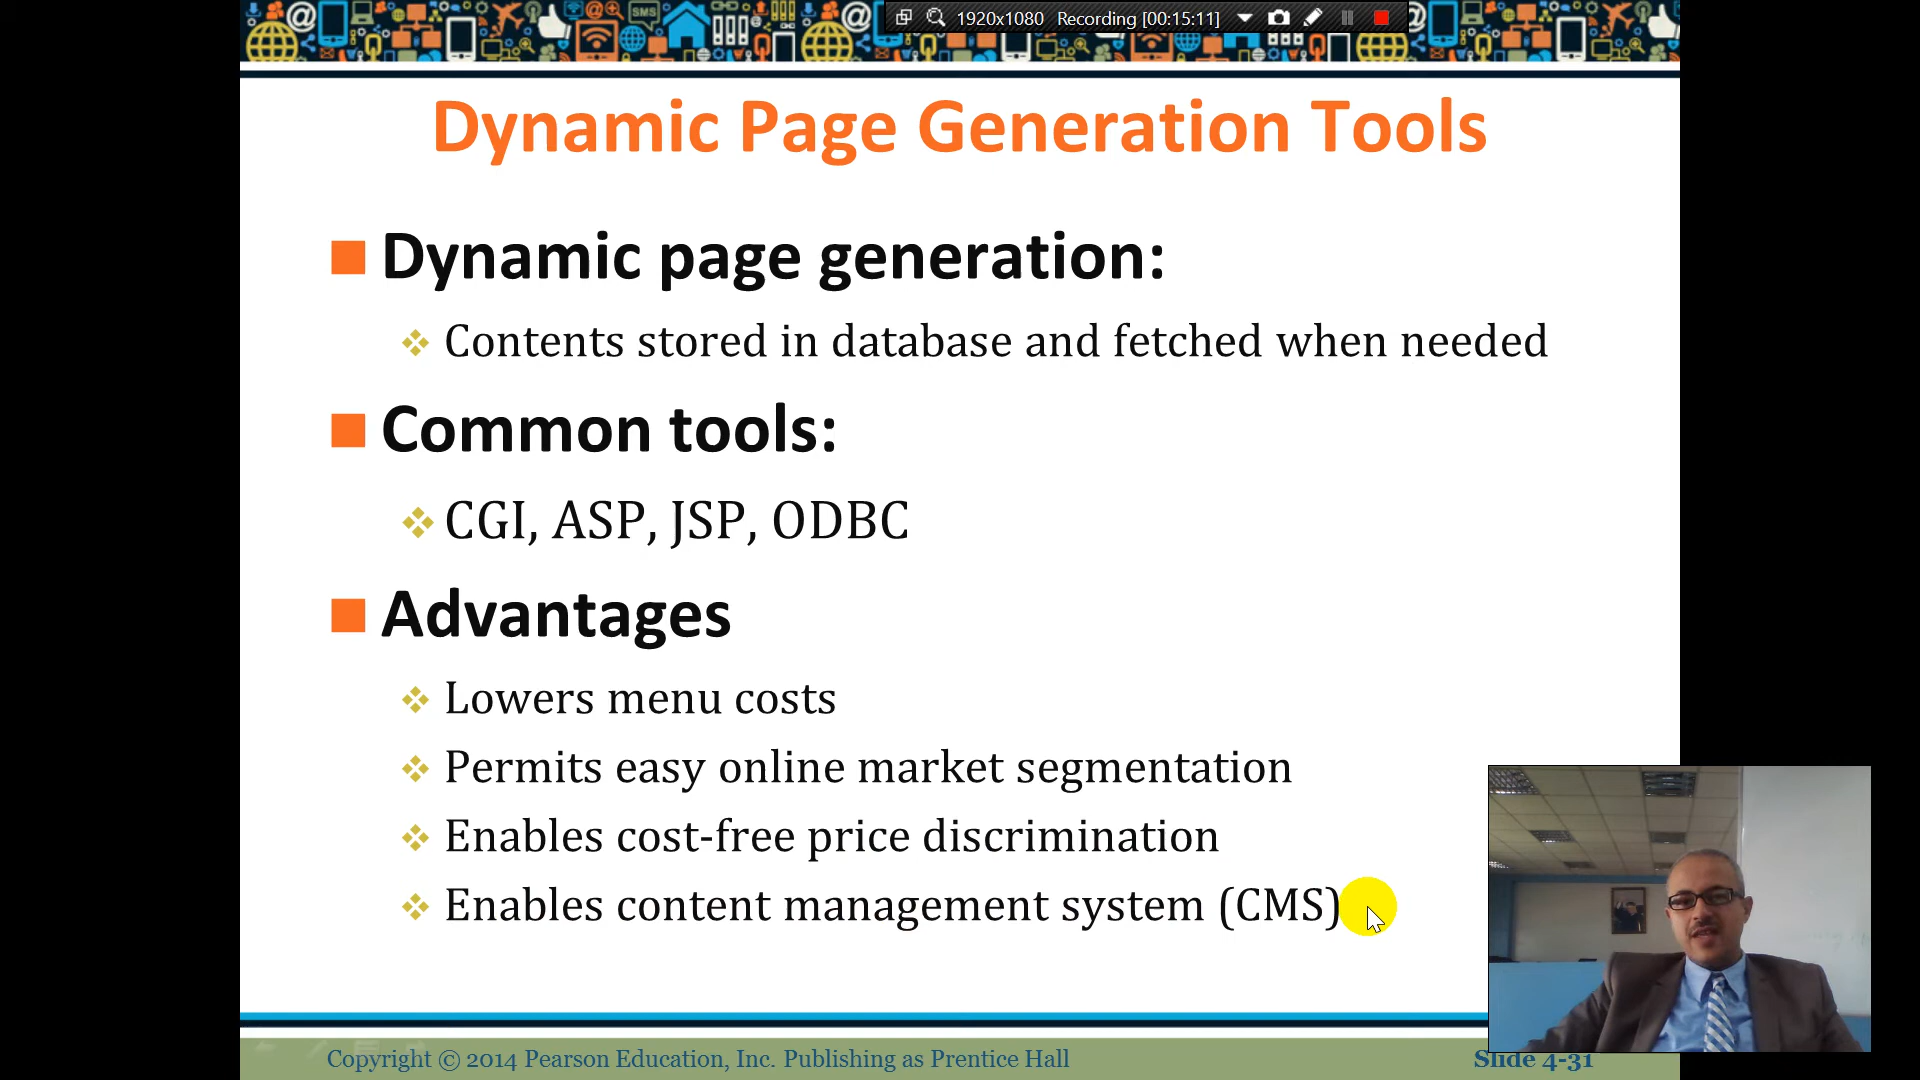 1920x1080 Recording [00:15:11]
Dynamic Page Generation Tools
Dynamic page generation:
Contents stored in database and fetched when needed
Common tools:
CGI, ASP, JSP, ODBC
Advantages
Lowers menu costs
Permits easy online market segmentation
Enables cost-free price discrimination
Enables content management system (CMS)
Copyright © 2014 Pearson Education, Inc. Publishing as Prentice Hall
Slide 4-31